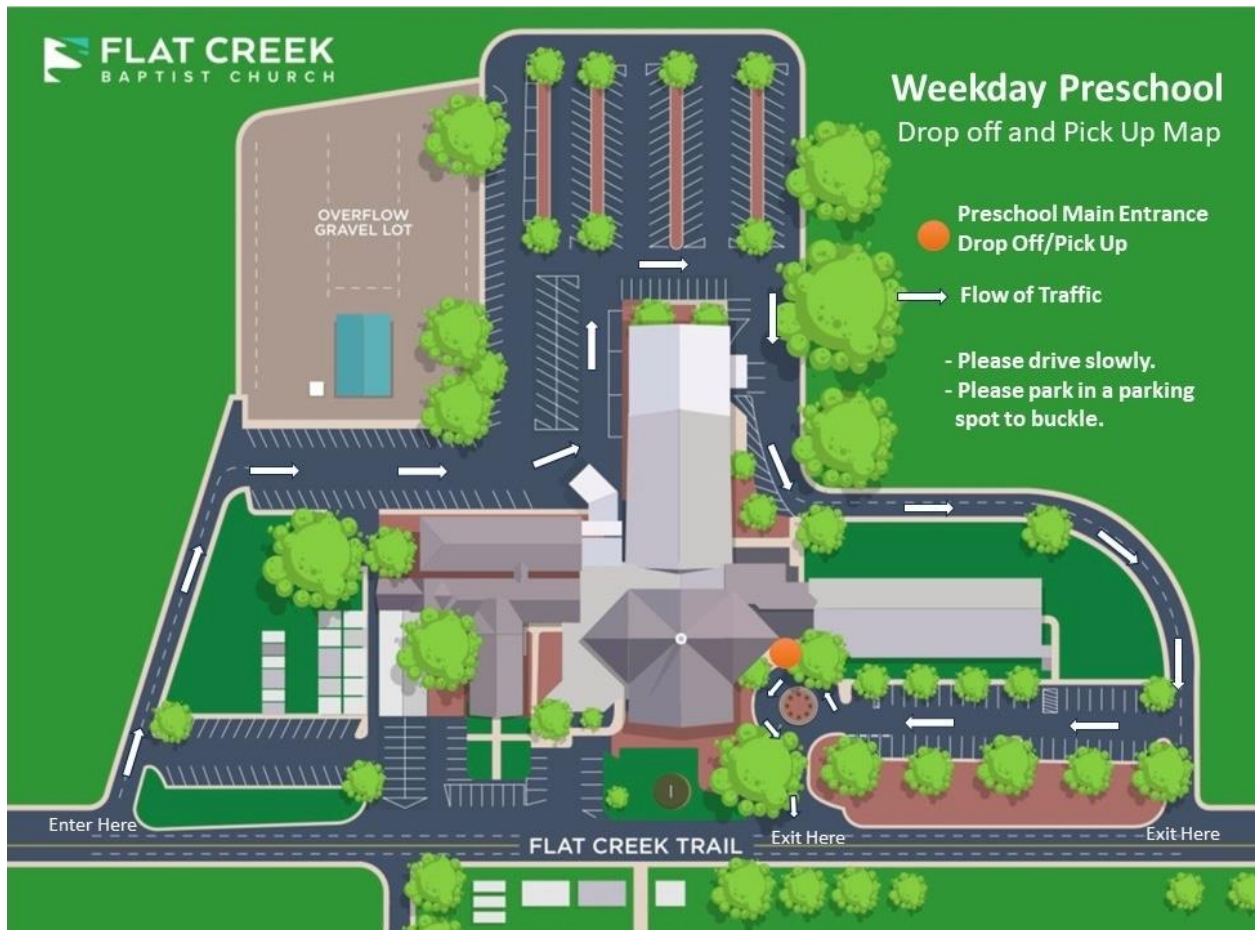 FLAT CREEK
BAPTIST CHURCH
Weekday Preschool
Drop off and Pick Up Map
OVERFLOW
GRAVEL LOT
Preschool Main Entrance
Drop Off/Pick Up
Flow of Traffic
- Please drive slowly.
- Please park in a parking
spot to buckle.
Enter Here
FLAT CREEK TRAIL
Exit Here
Exit Here